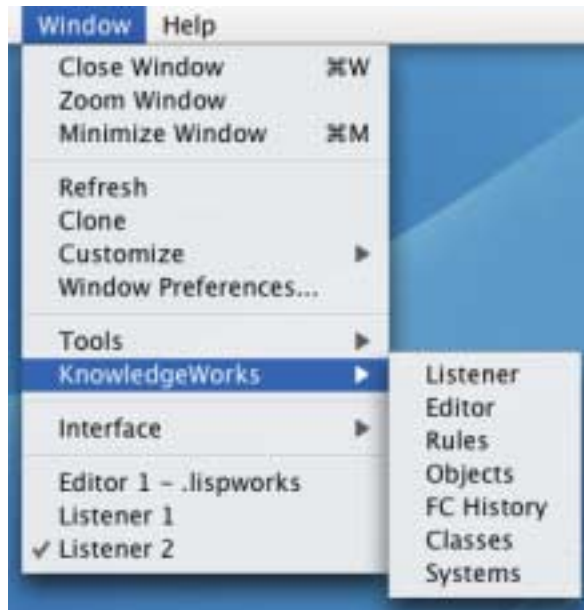 Window Help
Close Window ⌘W
Zoom Window
Minimize Window ⌘M
Refresh
Clone
Customize
Window Preferences...
Tools
KnowledgeWorks
Interface
Editor 1 – .lispworks
Listener 1
✓ Listener 2
Listener
Editor
Rules
Objects
FC History
Classes
Systems